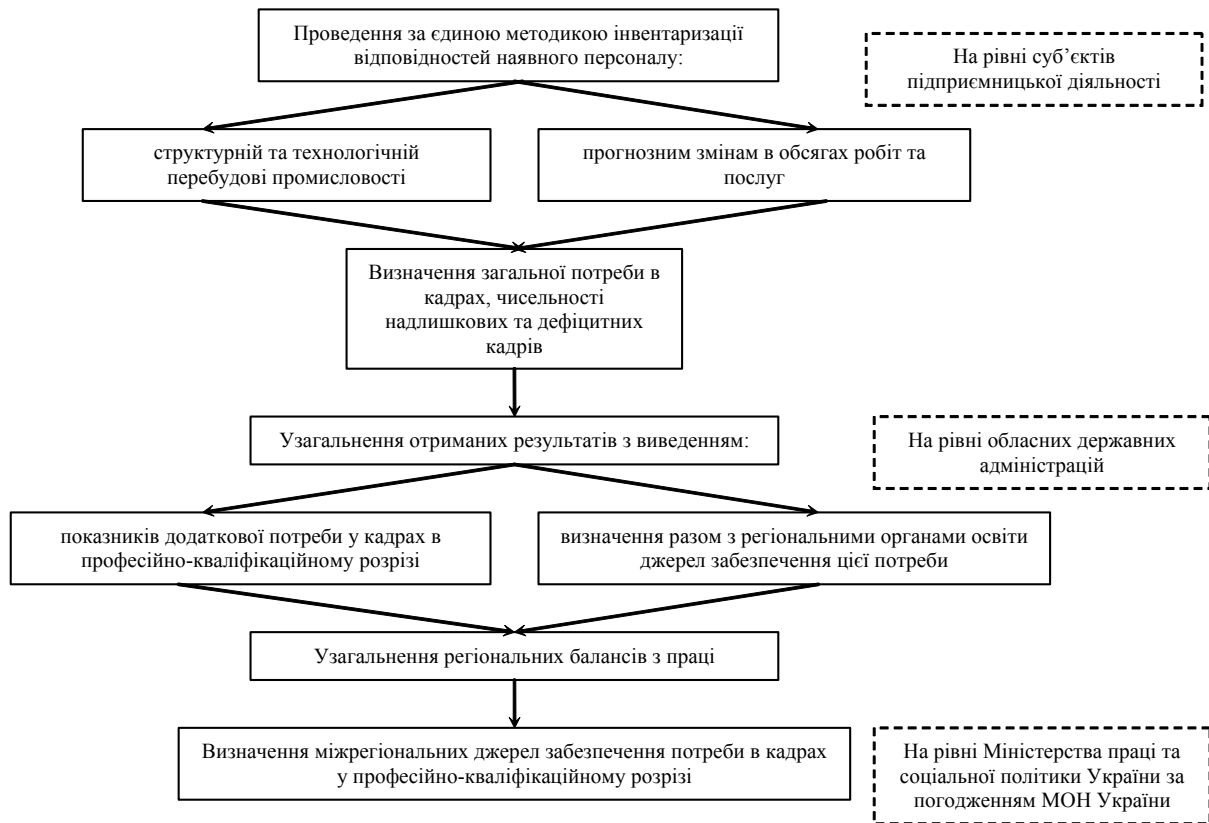 Проведення за єдиною методикою інвентаризації
відповідностей наявного персоналу:
На рівні суб’єктів
підприємницької діяльності
структурній та технологічній
перебудові промисловості
прогнозним змінам в обсягах робіт та
послуг
Визначення загальної потреби в
кадрах, чисельності
надлишкових та дефіцитних
кадрів
Узагальнення отриманих результатів з виведенням:
На рівні обласних державних
адміністрацій
показників додаткової потреби у кадрах в
професійно-кваліфікаційному розрізі
визначення разом з регіональними органами освіти
джерел забезпечення цієї потреби
Узагальнення регіональних балансів з праці
Визначення міжрегіональних джерел забезпечення потреби в кадрах
у професійно-кваліфікаційному розрізі
На рівні Міністерства праці та
соціальної політики України за
погодженням МОН України